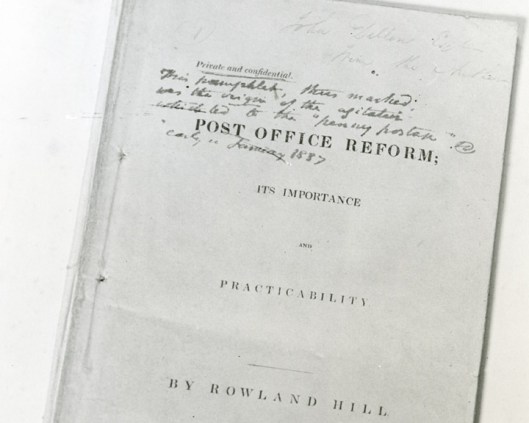 John
Private and confidential.
This pamphlet, thus marked,
was the origin of the agitation
which led to the "penny postage".
POST OFFICE REFORM;
"early" January 1837
ITS IMPORTANCE
AND
PRACTICABILITY
BY ROWLAND HILL